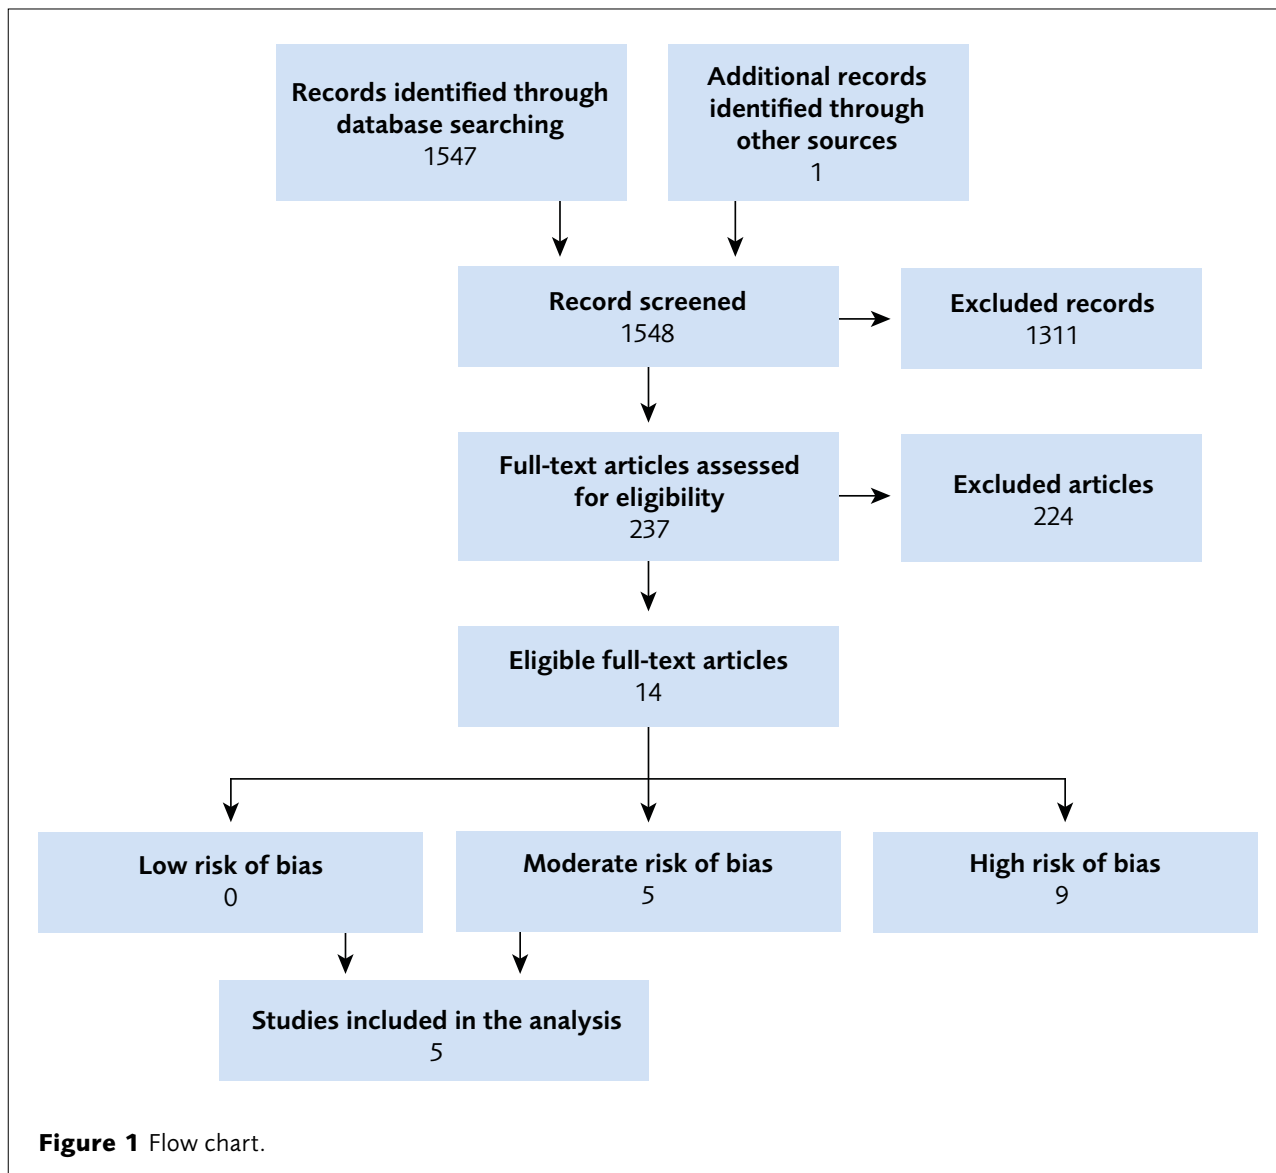 Records identified through
database searching
1547
Additional records
identified through
other sources
1
Record screened
1548
Excluded records
1311
Full-text articles assessed
for eligibility
237
Excluded articles
224
Eligible full-text articles
14
Low risk of bias
0
Moderate risk of bias
5
High risk of bias
9
Studies included in the analysis
5
Figure 1 Flow chart.